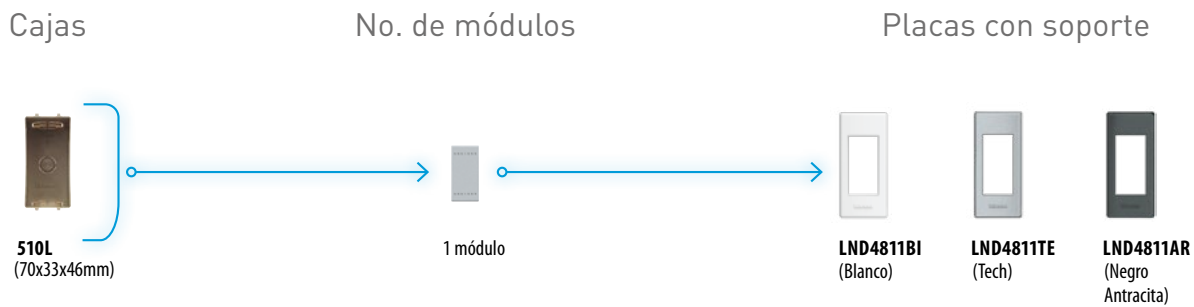 Cajas
No. de módulos
Placas con soporte
510L
(70x33x46mm)
1 módulo
LND4811BI
(Blanco)
LND4811TE
(Tech)
LND4811AR
(Negro
Antracita)